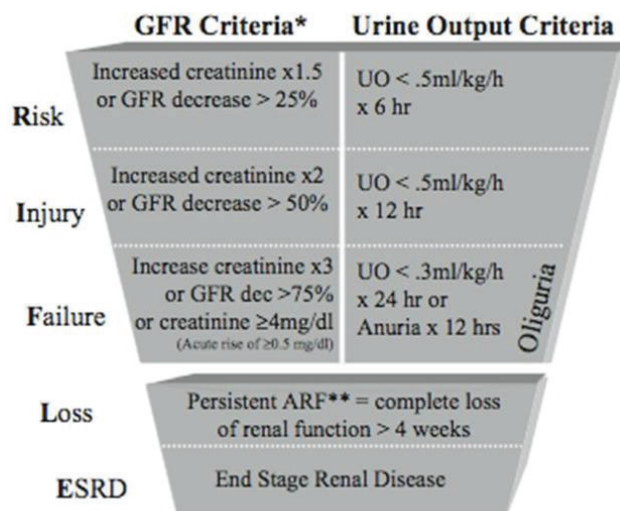 GFR Criteria* Urine Output Criteria
Risk
Increased creatinine x1.5
or GFR decrease > 25%
UO < .5ml/kg/h
x 6 hr
Injury
Increased creatinine x2
or GFR decrease > 50%
UO < .5ml/kg/h
x 12 hr
Failure
Increase creatinine x3
or GFR dec >75%
or creatinine ≥4mg/dl
(Acute rise of ≥0.5 mg/dl)
UO < .3ml/kg/h
x 24 hr or
Anuria x 12 hrs
Oliguria
Loss
Persistent ARF** = complete loss
of renal function > 4 weeks
ESRD
End Stage Renal Disease